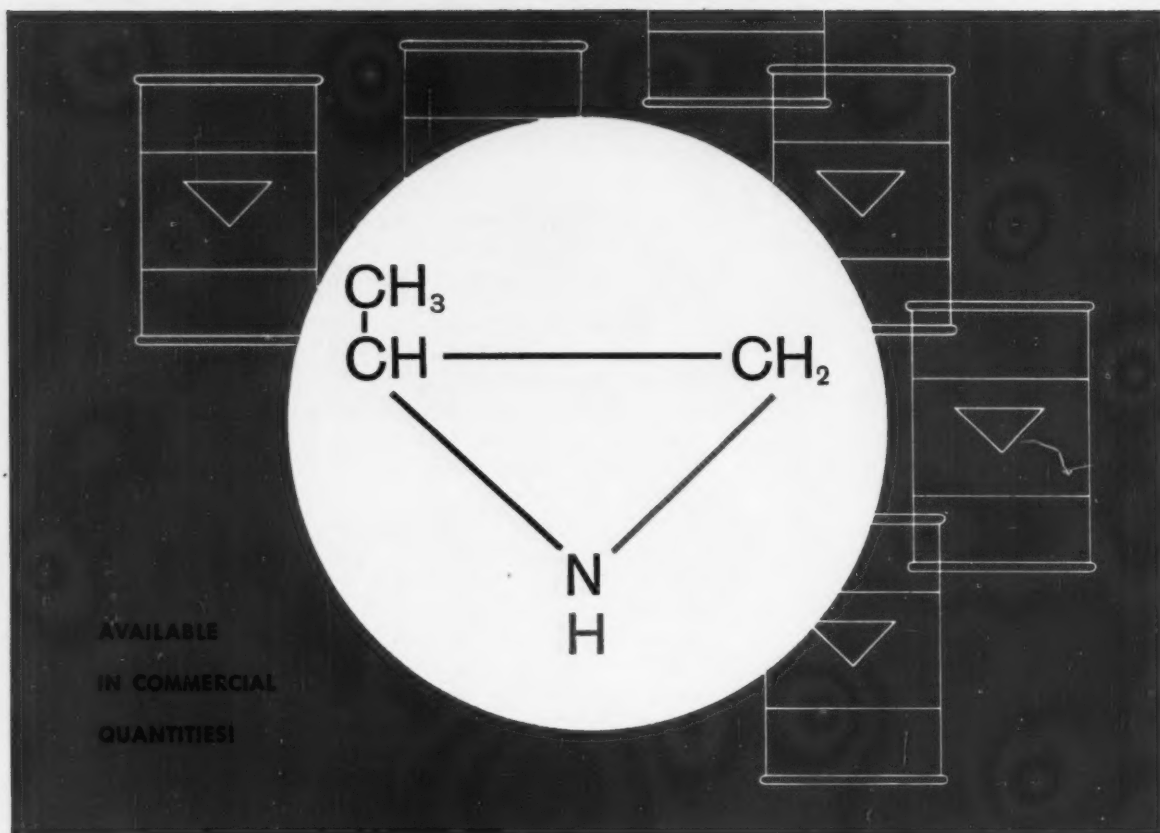 CH₃
CH CH₂
N
H
AVAILABLE
IN COMMERCIAL
QUANTITIES!